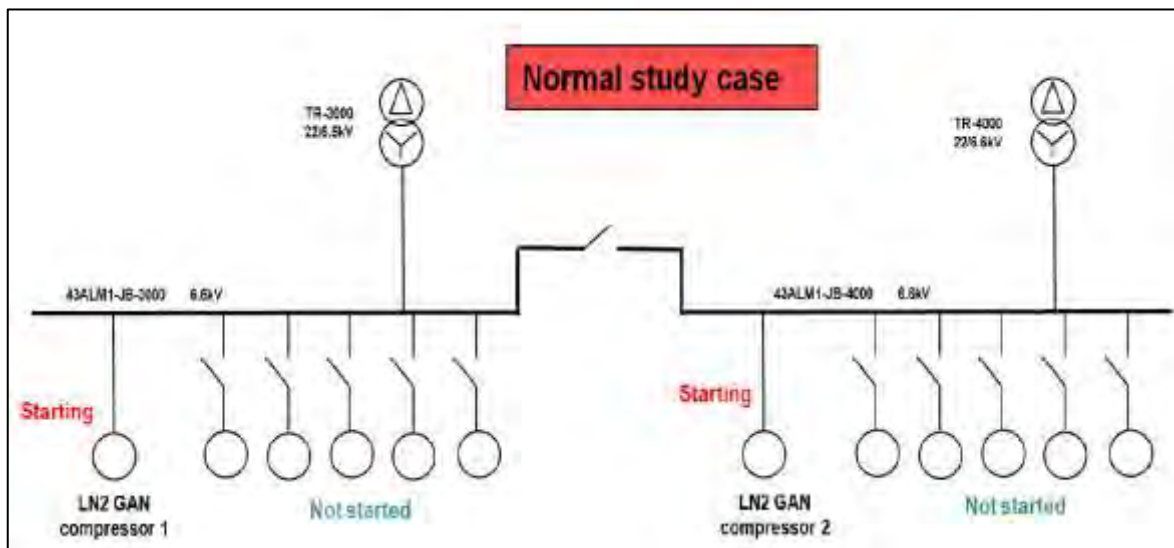 Normal study case
TR-3000
22/6.6kV
TR-4000
22/6.6kV
43ALM1-JB-3000 6.6kV
43ALM1-JB-4000 6.6kV
Starting
Starting
LN2 GAN
compressor 1
Not started
LN2 GAN
compressor 2
Not started